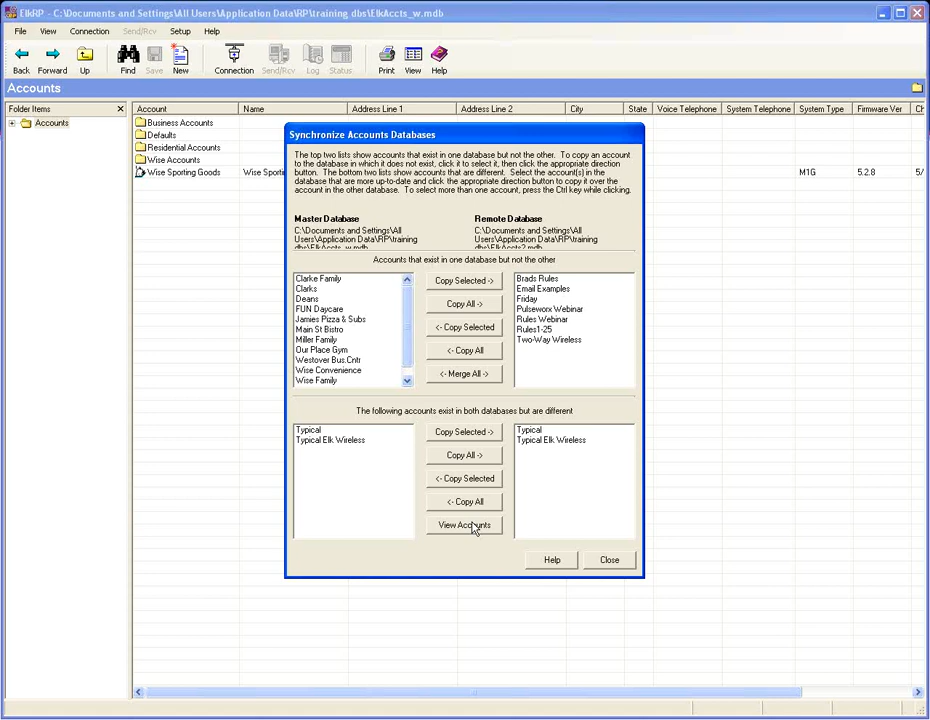 ElkRP - C:\Documents and Settings\All Users\Application Data\RP\training dbs\ElkAccts_w.mdb
File View Connection Send/Rcv Setup Help
Back Forward Up Find Save New Connection Send/Rcv Log Status Print View Help
Accounts
Folder Items
Accounts
Account Name Address Line 1 Address Line 2 City State Voice Telephone System Telephone System Type Firmware Ver
Business Accounts
Defaults
Residential Accounts
Wise Accounts
Wise Sporting Goods M1G 5.2.8 5/
Synchronize Accounts Databases
The top two lists show accounts that exist in one database but not the other. To copy an account
to the database in which it does not exist, click it to select it, then click the appropriate direction
button. The bottom two lists show accounts that are different. Select the account(s) in the
database that are more up-to-date and click the appropriate direction button to copy it over the
account in the other database. To select more than one account, press the Ctrl key while clicking.
Master Database
C:\Documents and Settings\All
Users\Application Data\RP\training
dbs\ElkAccts_w.mdb
Remote Database
C:\Documents and Settings\All
Users\Application Data\RP\training
dbs\ElkAccts2.mdb
Accounts that exist in one database but not the other
Clarke Family
Clarks
Deans
FUN Daycare
Jamies Pizza & Subs
Main St Bistro
Miller Family
Our Place Gym
Westover Bus.Cntr
Wise Convenience
Wise Family
Copy Selected ->
Copy All ->
<- Copy Selected
<- Copy All
<- Merge All ->
Brads Rules
Email Examples
Friday
Pulseworx Webinar
Rules Webinar
Rules1-25
Two-Way Wireless
The following accounts exist in both databases but are different
Typical
Typical Elk Wireless
Copy Selected ->
Copy All ->
<- Copy Selected
<- Copy All
View Accounts
Typical
Typical Elk Wireless
Help
Close